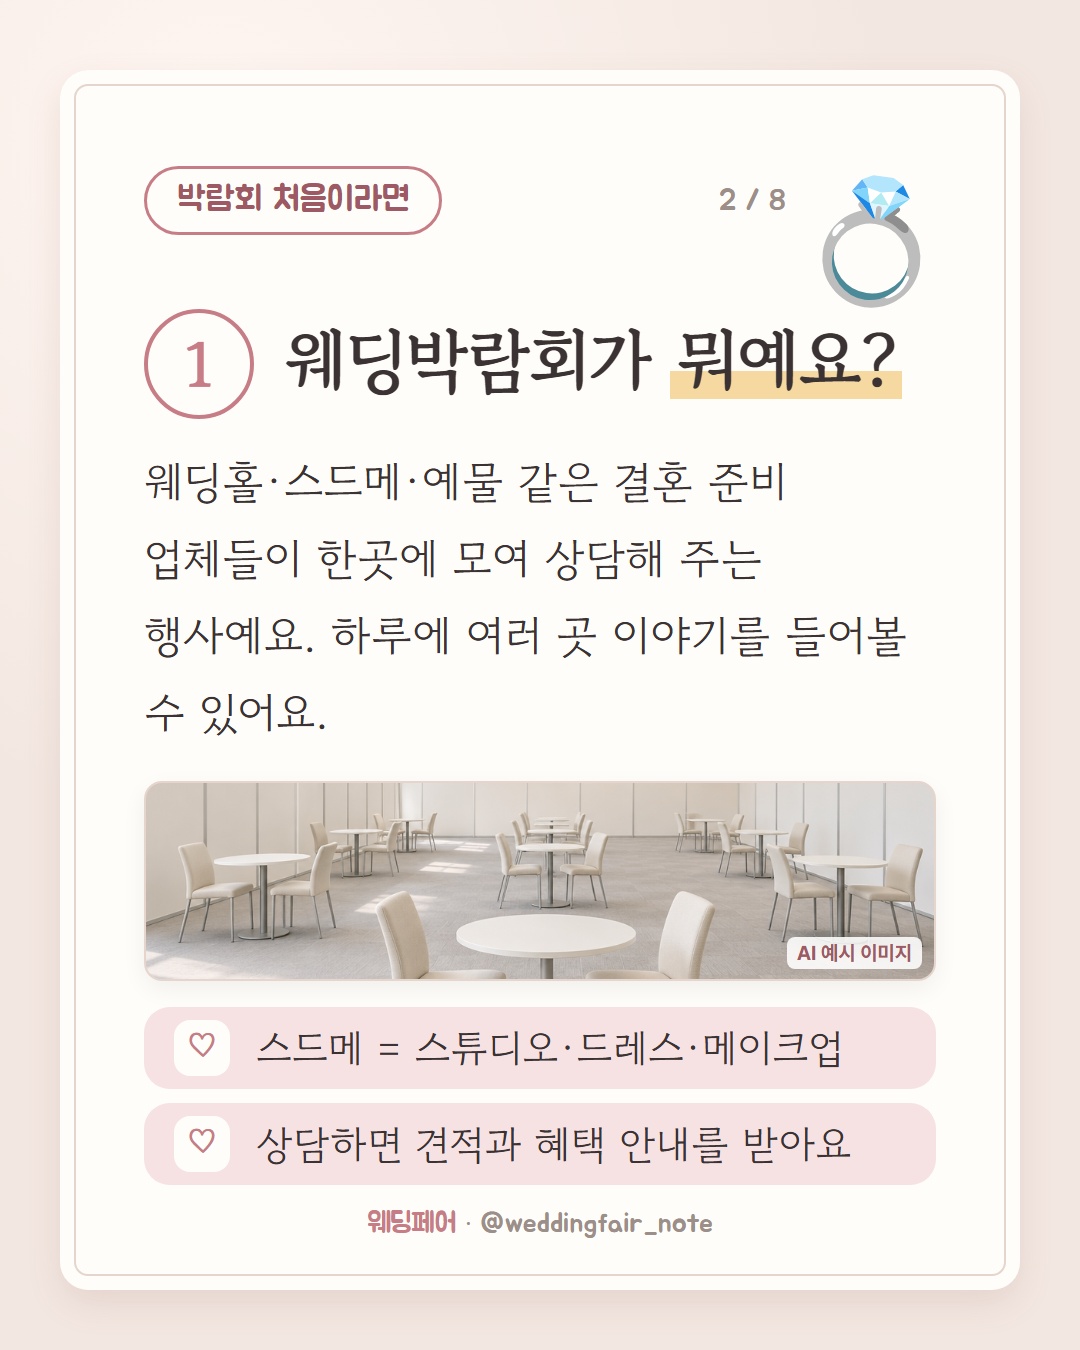 박람회 처음이라면
2 / 8
1 웨딩박람회가 뭐예요?
웨딩홀·스드메·예물 같은 결혼 준비
업체들이 한곳에 모여 상담해 주는
행사예요. 하루에 여러 곳 이야기를 들어볼
수 있어요.
AI 예시 이미지
스드메 = 스튜디오·드레스·메이크업
상담하면 견적과 혜택 안내를 받아요
웨딩페어 · @weddingfair_note